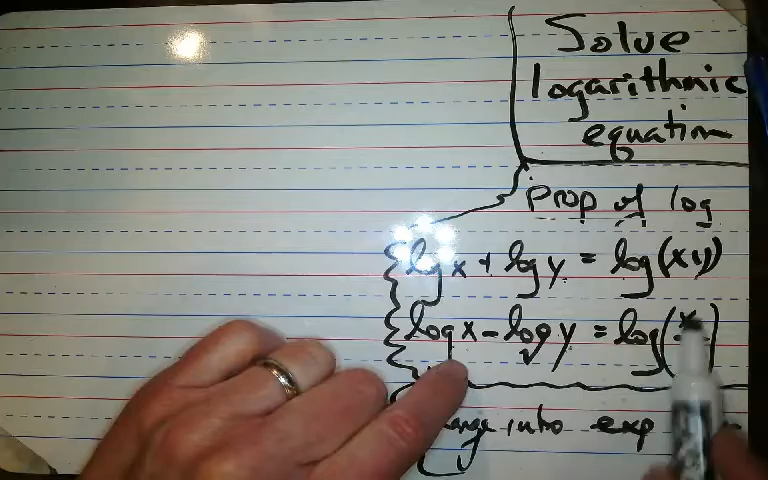 Solve
logarithmic
equation
Prop of log
log x + log y = log(xy)
log x - log y = log(x
into exp